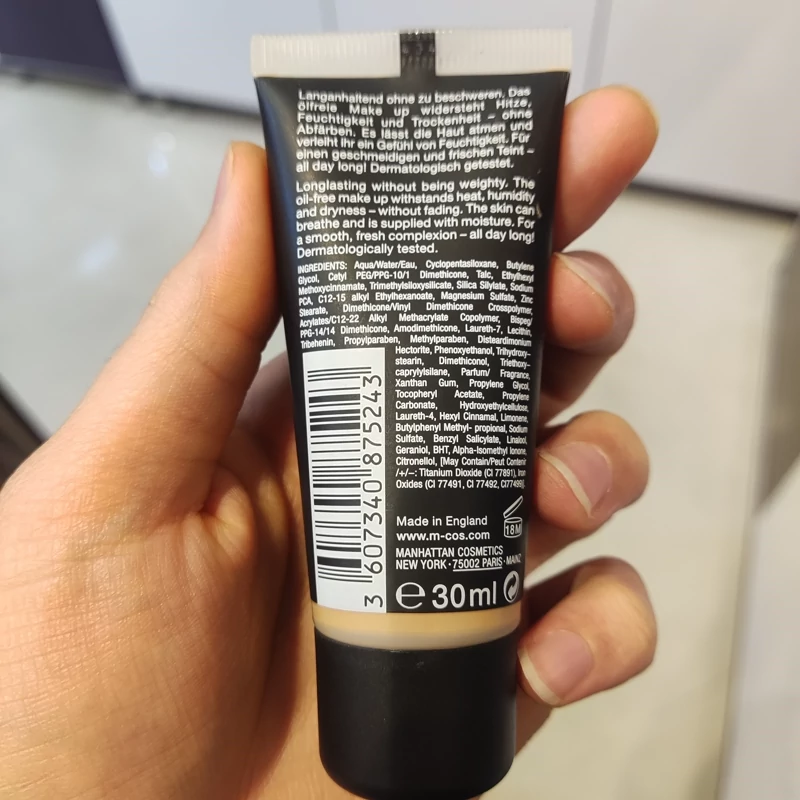 Langanhaltend ohne zu beschweren. Das
ölfreie Make up widersteht Hitze,
Feuchtigkeit und Trockenheit – ohne
Abfärben. Es lässt die Haut atmen und
verleiht ihr ein Gefühl von Feuchtigkeit. Für
einen geschmeidigen und frischen Teint –
all day long! Dermatologisch getestet.
Longlasting without being weighty. The
oil-free make up withstands heat, humidity
and dryness – without fading. The skin can
breathe and is supplied with moisture. For
a smooth, fresh complexion – all day long!
Dermatologically tested.
INGREDIENTS: Aqua/Water/Eau, Cyclopentasiloxane, Butylene
Glycol, Cetyl PEG/PPG-10/1 Dimethicone, Talc, Ethylhexyl
Methoxycinnamate, Trimethylsiloxysilicate, Silica Silylate, Sodium
PCA, C12-15 alkyl Ethylhexanoate, Magnesium Sulfate, Zinc
Stearate, Dimethicone/Vinyl Dimethicone Crosspolymer,
Acrylates/C12-22 Alkyl Methacrylate Copolymer, Bispeg/
PPG-14/14 Dimethicone, Amodimethicone, Laureth-7, Lecithin,
Tribehenin, Propylparaben, Methylparaben, Disteardimonium
Hectorite, Phenoxyethanol, Trihydroxy-
stearin, Dimethiconol, Triethoxy-
caprylylsilane, Parfum/ Fragrance,
Xanthan Gum, Propylene Glycol,
Tocopheryl Acetate, Propylene
Carbonate, Hydroxyethylcellulose,
Laureth-4, Hexyl Cinnamal, Limonene,
Butylphenyl Methyl- propional, Sodium
Sulfate, Benzyl Salicylate, Linalool,
Geraniol, BHT, Alpha-Isomethyl Ionone,
Citronellol, [May Contain/Peut Contenir
/+/–: Titanium Dioxide (CI 77891), Iron
Oxides (CI 77491, CI 77492, CI77499)].
3 607340 875243
Made in England
www.m-cos.com
18M
MANHATTAN COSMETICS
NEW YORK · 75002 PARIS · MAINZ
e 30ml